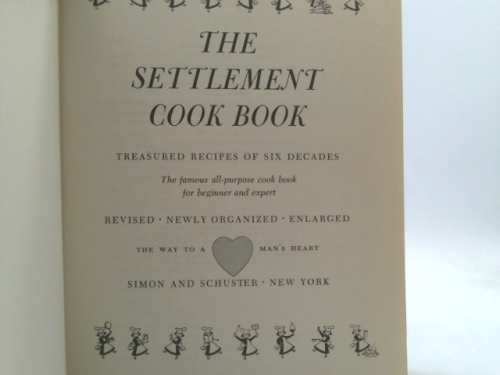 THE
SETTLEMENT
COOK BOOK
TREASURED RECIPES OF SIX DECADES
The famous all-purpose cook book
for beginner and expert
REVISED · NEWLY ORGANIZED · ENLARGED
THE WAY TO A MAN'S HEART
SIMON AND SCHUSTER · NEW YORK